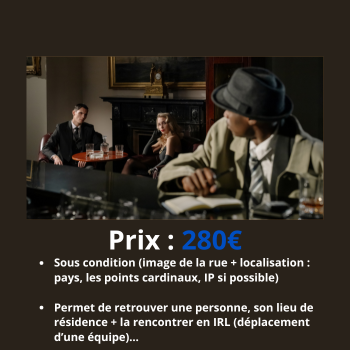 Prix : 280€
• Sous condition (image de la rue + localisation :
pays, les points cardinaux, IP si possible)
• Permet de retrouver une personne, son lieu de
résidence + la rencontrer en IRL (déplacement
d’une équipe)...